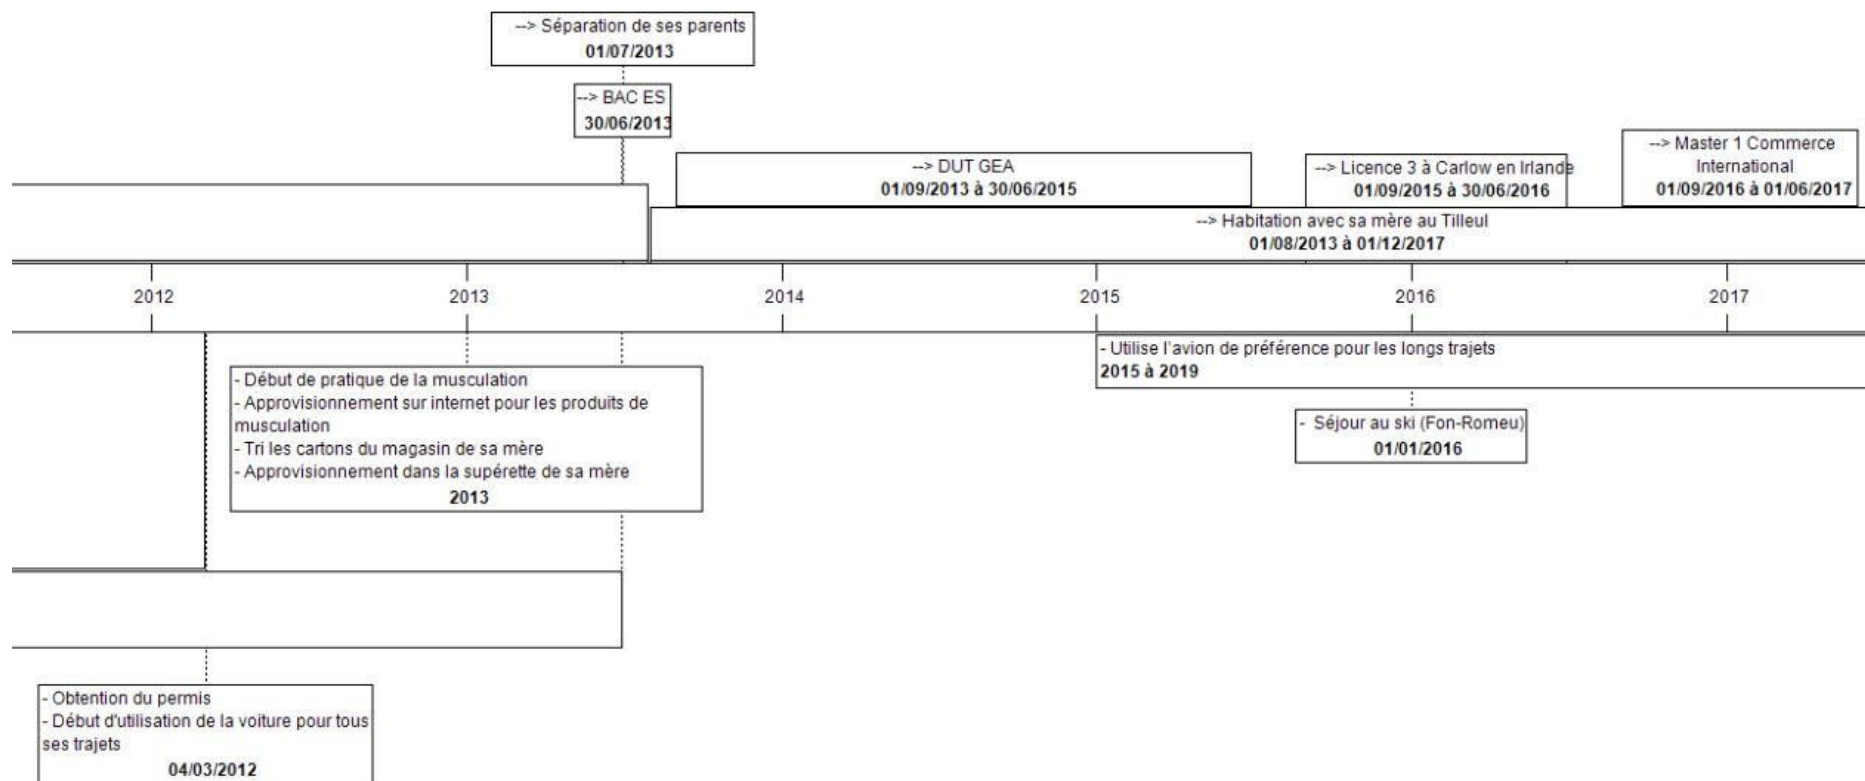 --> Séparation de ses parents
01/07/2013
--> BAC ES
30/06/2013
--> DUT GEA
01/09/2013 à 30/06/2015
--> Licence 3 à Carlow en Irlande
01/09/2015 à 30/06/2016
--> Master 1 Commerce
International
01/09/2016 à 01/06/2017
--> Habitation avec sa mère au Tilleul
01/08/2013 à 01/12/2017
2012
2013
2014
2015
2016
2017
- Utilise l'avion de préférence pour les longs trajets
2015 à 2019
- Début de pratique de la musculation
- Approvisionnement sur internet pour les produits de
musculation
- Tri les cartons du magasin de sa mère
- Approvisionnement dans la supérette de sa mère
2013
- Séjour au ski (Fon-Romeu)
01/01/2016
- Obtention du permis
- Début d'utilisation de la voiture pour tous
ses trajets
04/03/2012